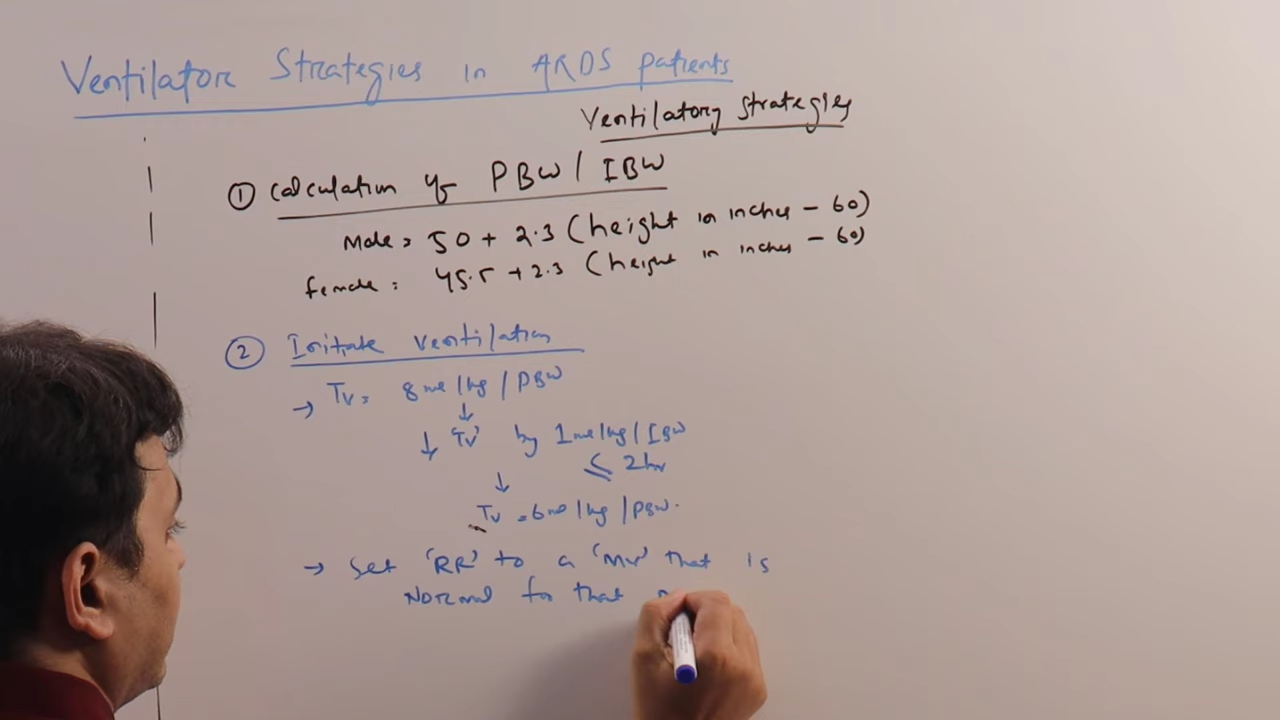 Ventilator Strategies in ARDS patients
Ventilatory strategies
① Calculation of PBW / IBW
Male = 50 + 2.3 (height in inches - 60)
female = 45.5 + 2.3 (height in inches - 60)
② Initiate ventilation
→ Tv = 8 ml / kg / PBW
↓
↓ 'Tv' by 1 ml / kg / IBW
≤ 2 hr
↓
Tv = 6 ml / kg / PBW.
→ Set 'RR' to a 'MV' that is
Normal for that